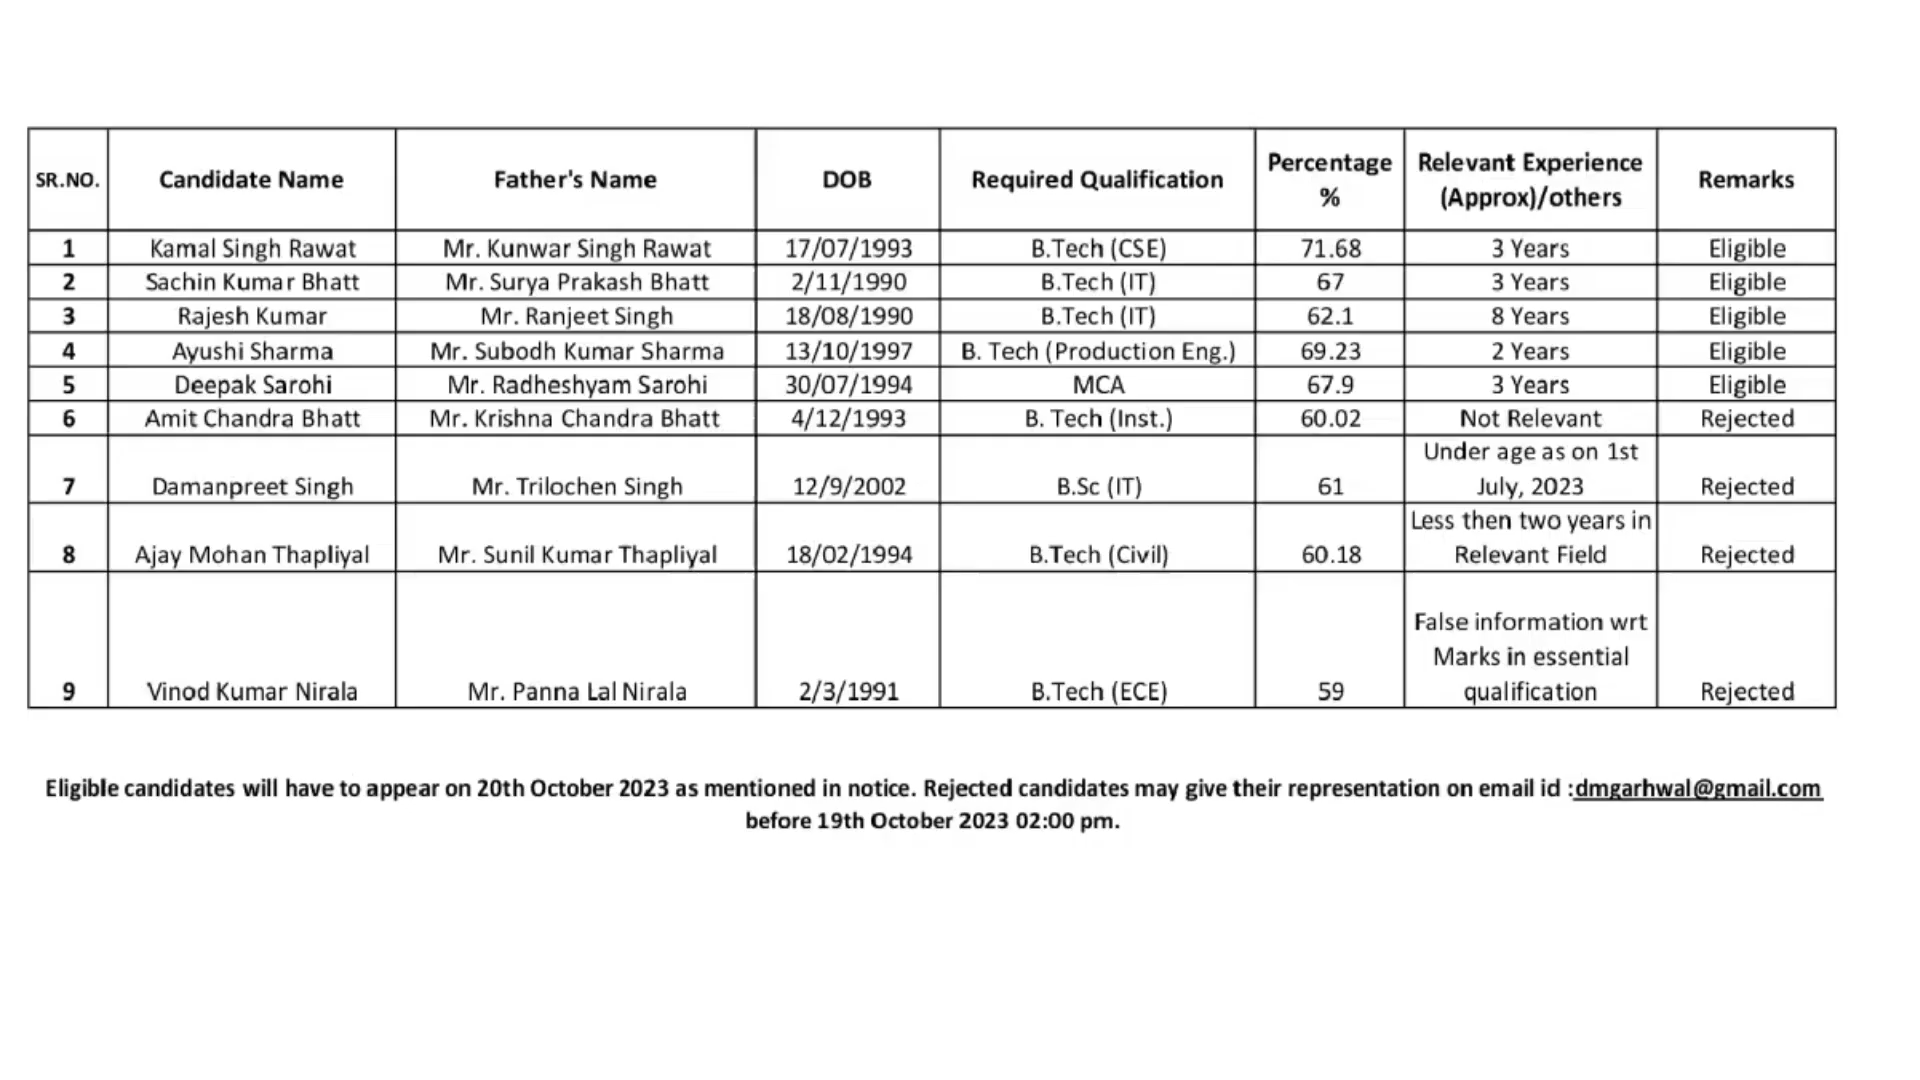 SR.NO. Candidate Name Father's Name DOB Required Qualification Percentage % Relevant Experience (Approx)/others Remarks
1 Kamal Singh Rawat Mr. Kunwar Singh Rawat 17/07/1993 B.Tech (CSE) 71.68 3 Years Eligible
2 Sachin Kumar Bhatt Mr. Surya Prakash Bhatt 2/11/1990 B.Tech (IT) 67 3 Years Eligible
3 Rajesh Kumar Mr. Ranjeet Singh 18/08/1990 B.Tech (IT) 62.1 8 Years Eligible
4 Ayushi Sharma Mr. Subodh Kumar Sharma 13/10/1997 B. Tech (Production Eng.) 69.23 2 Years Eligible
5 Deepak Sarohi Mr. Radheshyam Sarohi 30/07/1994 MCA 67.9 3 Years Eligible
6 Amit Chandra Bhatt Mr. Krishna Chandra Bhatt 4/12/1993 B. Tech (Inst.) 60.02 Not Relevant Rejected
7 Damanpreet Singh Mr. Trilochen Singh 12/9/2002 B.Sc (IT) 61 Under age as on 1st July, 2023 Rejected
8 Ajay Mohan Thapliyal Mr. Sunil Kumar Thapliyal 18/02/1994 B.Tech (Civil) 60.18 Less then two years in Relevant Field Rejected
9 Vinod Kumar Nirala Mr. Panna Lal Nirala 2/3/1991 B.Tech (ECE) 59 False information wrt Marks in essential qualification Rejected
Eligible candidates will have to appear on 20th October 2023 as mentioned in notice. Rejected candidates may give their representation on email id :dmgarhwal@gmail.com
before 19th October 2023 02:00 pm.